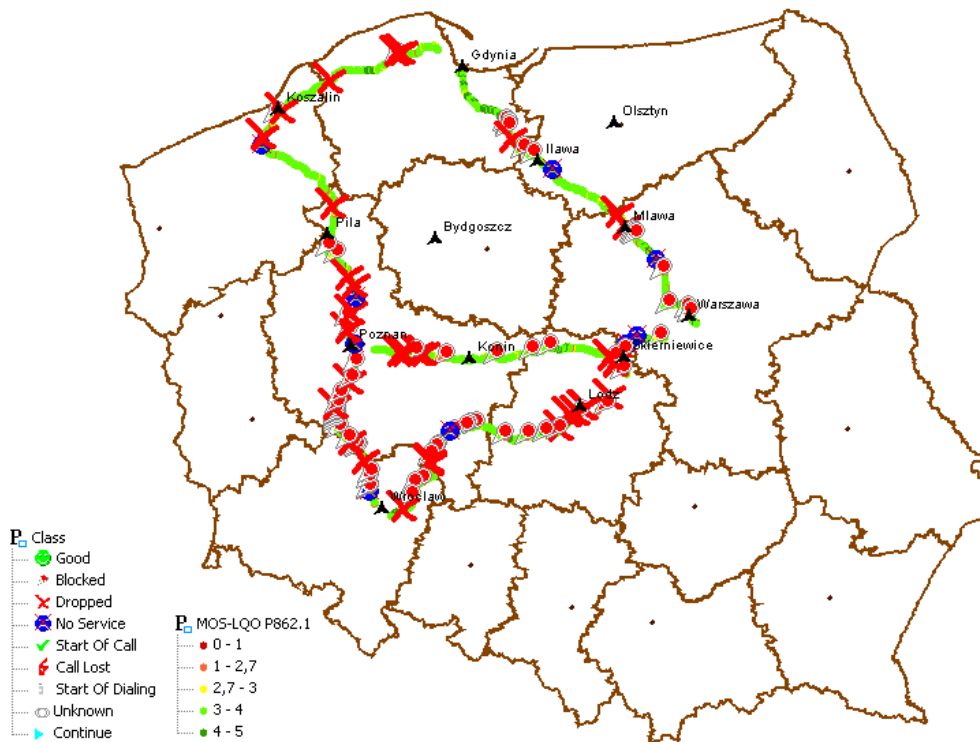 Gdynia
Koszalin
Olsztyn
Ilawa
Pila
Bydgoszcz
Mlawa
Warszawa
Poznan
Konin
Skierniewice
Lodz
Wroclaw
P Class
Good
Blocked
Dropped
No Service
Start Of Call
Call Lost
Start Of Dialing
Unknown
Continue
P MOS-LQO P862.1
0 - 1
1 - 2,7
2,7 - 3
3 - 4
4 - 5